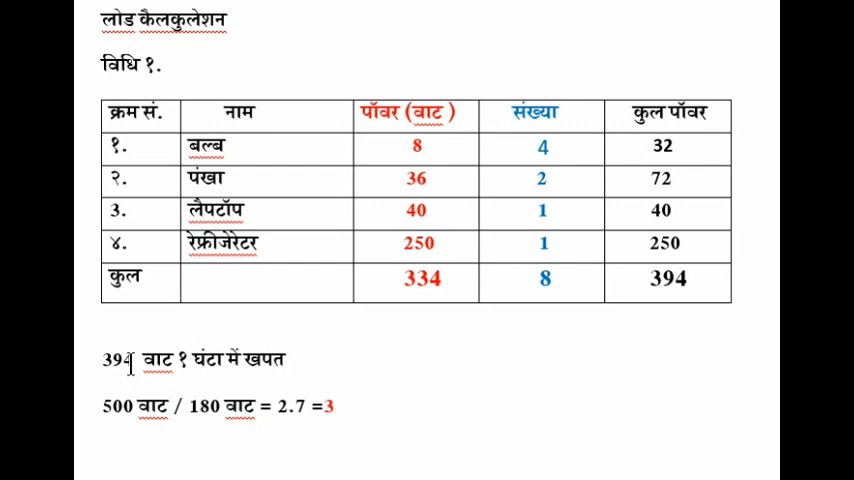 लोड कैलकुलेशन
विधि १.
क्रम सं. नाम पॉवर (वाट ) संख्या कुल पॉवर
१. बल्ब 8 4 32
२. पंखा 36 2 72
3. लैपटॉप 40 1 40
४. रेफ्रीजेरेटर 250 1 250
कुल 334 8 394
394 वाट १ घंटा में खपत
500 वाट / 180 वाट = 2.7 =3